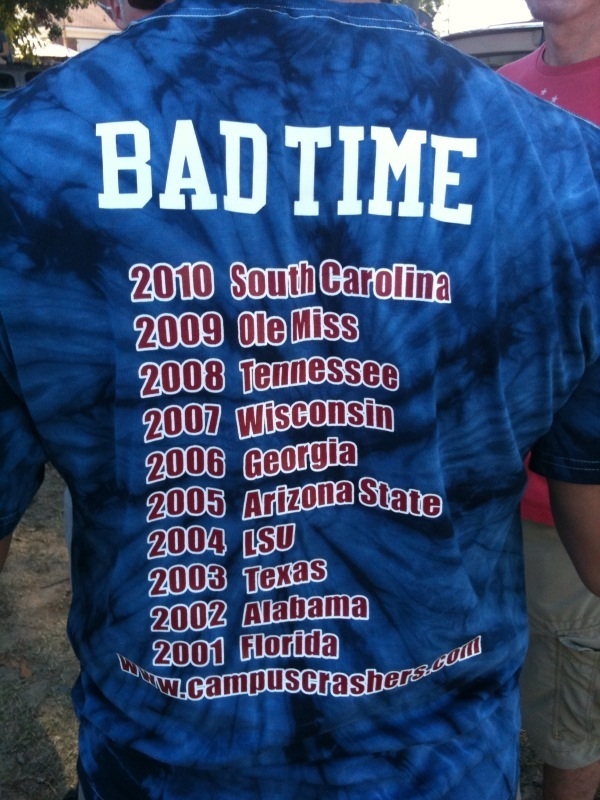 BAD TIME
2010 South Carolina
2009 Ole Miss
2008 Tennessee
2007 Wisconsin
2006 Georgia
2005 Arizona State
2004 LSU
2003 Texas
2002 Alabama
2001 Florida
www.campuscrashers.com